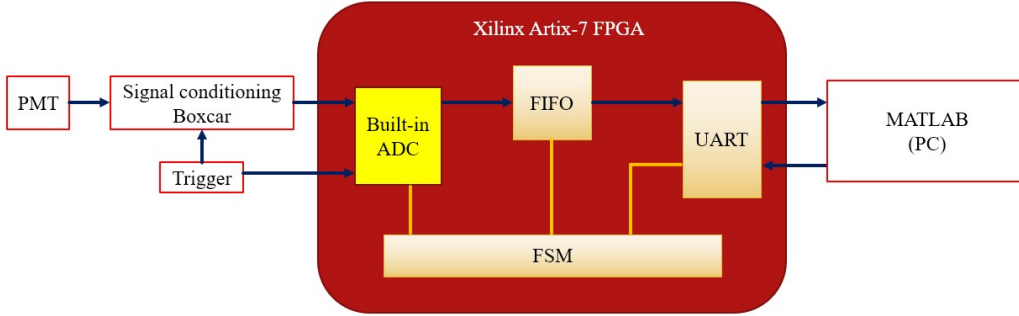 Xilinx Artix-7 FPGA
PMT
Signal conditioning
Boxcar
Trigger
Built-in
ADC
FIFO
UART
MATLAB
(PC)
FSM